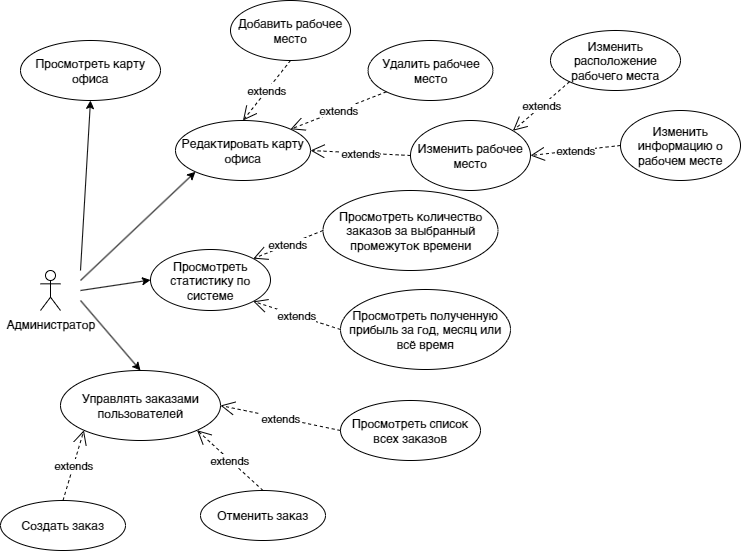 Добавить рабочее
место
Просмотреть карту
офиса
extends
Удалить рабочее
место
Изменить
расположение
рабочего места
extends
extends
Редактировать карту
офиса
extends
Изменить рабочее
место
extends
Изменить
информацию о
рабочем месте
Просмотреть количество
заказов за выбранный
промежуток времени
extends
Просмотреть
статистику по
системе
Администратор
extends
Просмотреть полученную
прибыль за год, месяц или
всё время
Управлять заказами
пользователей
extends
Просмотреть список
всех заказов
extends
extends
Создать заказ
Отменить заказ